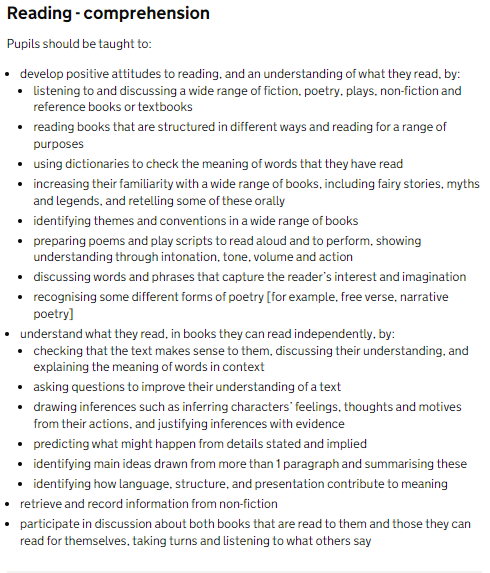 Reading - comprehension
Pupils should be taught to:
• develop positive attitudes to reading, and an understanding of what they read, by:
• listening to and discussing a wide range of fiction, poetry, plays, non-fiction and
reference books or textbooks
• reading books that are structured in different ways and reading for a range of
purposes
• using dictionaries to check the meaning of words that they have read
• increasing their familiarity with a wide range of books, including fairy stories, myths
and legends, and retelling some of these orally
• identifying themes and conventions in a wide range of books
• preparing poems and play scripts to read aloud and to perform, showing
understanding through intonation, tone, volume and action
• discussing words and phrases that capture the reader's interest and imagination
• recognising some different forms of poetry [for example, free verse, narrative
poetry]
• understand what they read, in books they can read independently, by:
• checking that the text makes sense to them, discussing their understanding, and
explaining the meaning of words in context
• asking questions to improve their understanding of a text
• drawing inferences such as inferring characters' feelings, thoughts and motives
from their actions, and justifying inferences with evidence
• predicting what might happen from details stated and implied
• identifying main ideas drawn from more than 1 paragraph and summarising these
• identifying how language, structure, and presentation contribute to meaning
• retrieve and record information from non-fiction
• participate in discussion about both books that are read to them and those they can
read for themselves, taking turns and listening to what others say